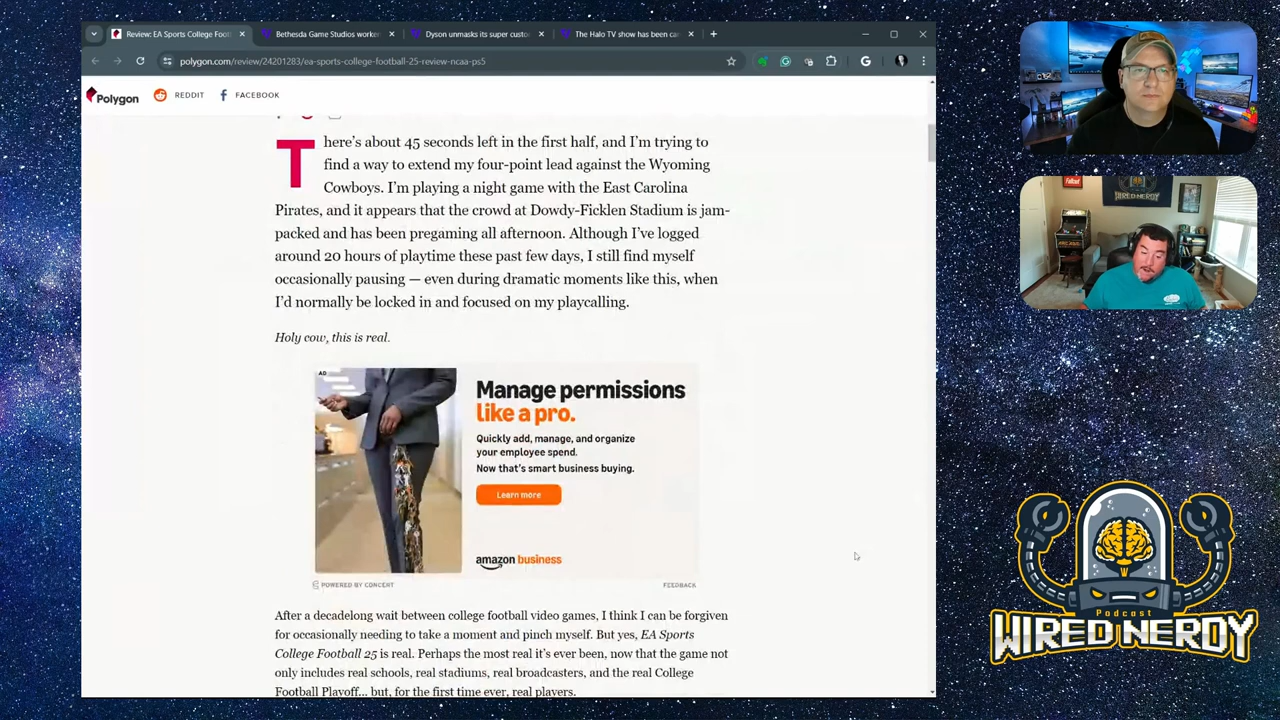 Review: EA Sports College Foot
Bethesda Game Studios worker
Dyson unmasks its super custo
The Halo TV show has been ca
polygon.com/review/24201283/ea-sports-college-football-25-review-ncaa-ps5
Polygon
REDDIT
FACEBOOK
There's about 45 seconds left in the first half, and I'm trying to
find a way to extend my four-point lead against the Wyoming
Cowboys. I'm playing a night game with the East Carolina
Pirates, and it appears that the crowd at Dowdy-Ficklen Stadium is jam-
packed and has been pregaming all afternoon. Although I've logged
around 20 hours of playtime these past few days, I still find myself
occasionally pausing — even during dramatic moments like this, when
I'd normally be locked in and focused on my playcalling.
Holy cow, this is real.
AD
Manage permissions
like a pro.
Quickly add, manage, and organize
your employee spend.
Now that's smart business buying.
Learn more
amazon business
POWERED BY CONCERT
FEEDBACK
After a decadelong wait between college football video games, I think I can be forgiven
for occasionally needing to take a moment and pinch myself. But yes, EA Sports
College Football 25 is real. Perhaps the most real it's ever been, now that the game not
only includes real schools, real stadiums, real broadcasters, and the real College
Football Playoff... but, for the first time ever, real players.
Podcast
WIRED NERDY